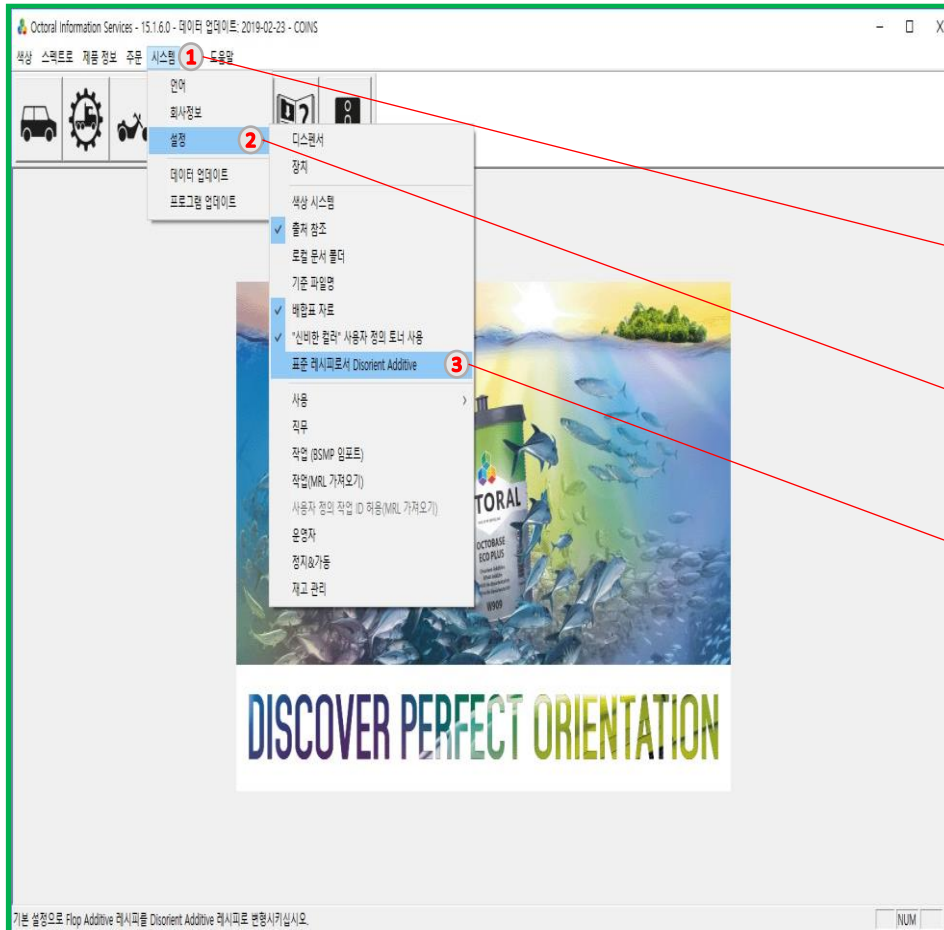 Octoral Information Services - 15.1.6.0 - 데이터 업데이트: 2019-02-23 - COINS
색상 스펙트로 제품 정보 주문 시스템 1 도움말
언어
회사정보
설정 2
데이터 업데이트
프로그램 업데이트
디스펜서
장치
색상 시스템
출처 참조
로컬 문서 폴더
기준 파일명
배합표 자료
"신비한 컬러" 사용자 정의 토너 사용
표준 레시피로서 Disorient Additive 3
사용
직무
작업 (BSMP 임포트)
작업(MRL 가져오기)
사용자 정의 작업 ID 허용(MRL 가져오기)
운영자
정지&가동
재고 관리
TORAL
OCTOBASE
ECO PLUS
W909
DISCOVER PERFECT ORIENTATION
기본 설정으로 Flop Additive 레시피를 Disorient Additive 레시피로 변형시키십시오.
NUM